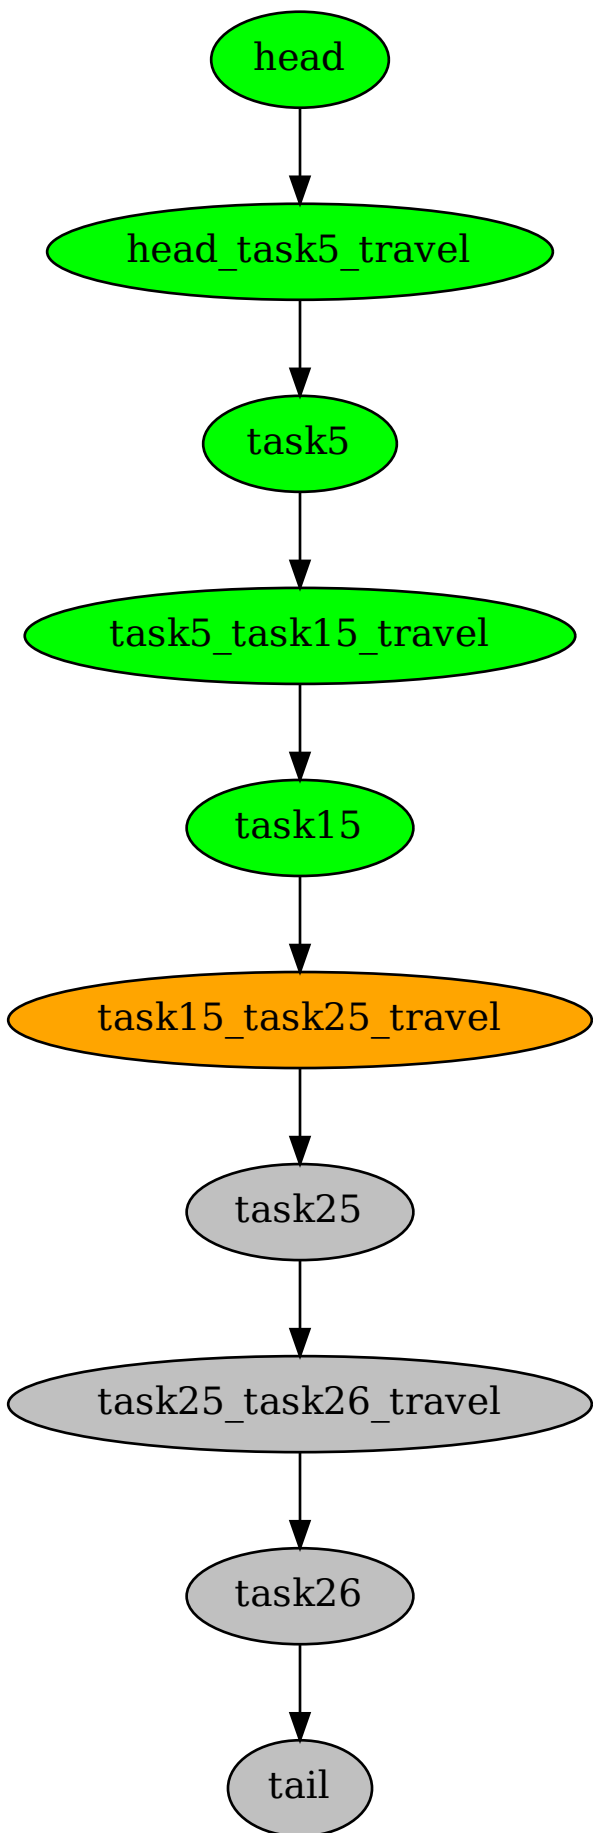 head
head_task5_travel
task5
task5_task15_travel
task15
task15_task25_travel
task25
task25_task26_travel
task26
tail